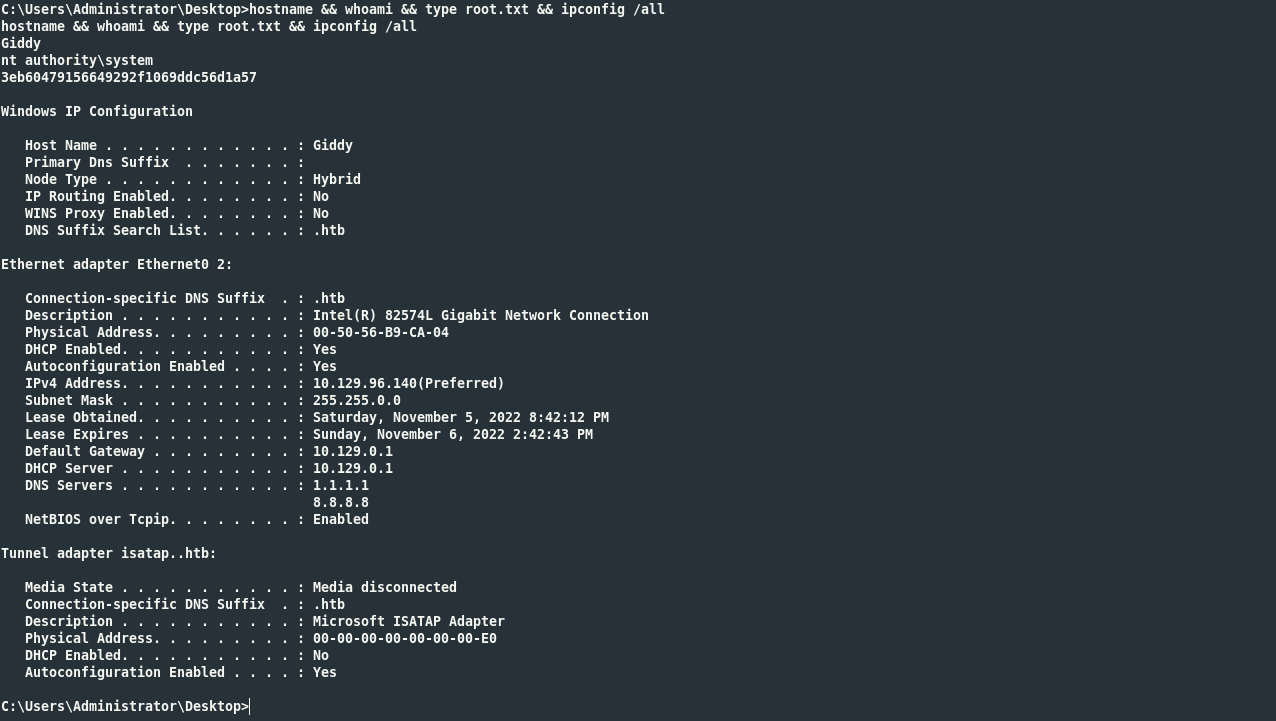 C:\Users\Administrator\Desktop>hostname && whoami && type root.txt && ipconfig /all
hostname && whoami && type root.txt && ipconfig /all
Giddy
nt authority\system
3eb60479156649292f1069ddc56d1a57

Windows IP Configuration

   Host Name . . . . . . . . . . . . : Giddy
   Primary Dns Suffix  . . . . . . . :
   Node Type . . . . . . . . . . . . : Hybrid
   IP Routing Enabled. . . . . . . . : No
   WINS Proxy Enabled. . . . . . . . : No
   DNS Suffix Search List. . . . . . : .htb

Ethernet adapter Ethernet0 2:

   Connection-specific DNS Suffix  . : .htb
   Description . . . . . . . . . . . : Intel(R) 82574L Gigabit Network Connection
   Physical Address. . . . . . . . . : 00-50-56-B9-CA-04
   DHCP Enabled. . . . . . . . . . . : Yes
   Autoconfiguration Enabled . . . . : Yes
   IPv4 Address. . . . . . . . . . . : 10.129.96.140(Preferred)
   Subnet Mask . . . . . . . . . . . : 255.255.0.0
   Lease Obtained. . . . . . . . . . : Saturday, November 5, 2022 8:42:12 PM
   Lease Expires . . . . . . . . . . : Sunday, November 6, 2022 2:42:43 PM
   Default Gateway . . . . . . . . . : 10.129.0.1
   DHCP Server . . . . . . . . . . . : 10.129.0.1
   DNS Servers . . . . . . . . . . . : 1.1.1.1
                                       8.8.8.8
   NetBIOS over Tcpip. . . . . . . . : Enabled

Tunnel adapter isatap..htb:

   Media State . . . . . . . . . . . : Media disconnected
   Connection-specific DNS Suffix  . : .htb
   Description . . . . . . . . . . . : Microsoft ISATAP Adapter
   Physical Address. . . . . . . . . : 00-00-00-00-00-00-00-E0
   DHCP Enabled. . . . . . . . . . . : No
   Autoconfiguration Enabled . . . . : Yes

C:\Users\Administrator\Desktop>